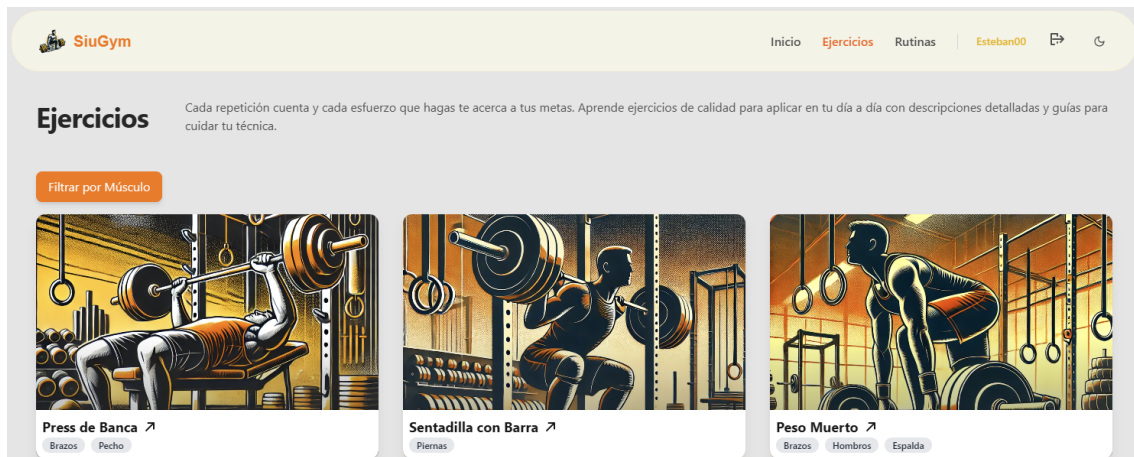 SiuGym
Inicio Ejercicios Rutinas Esteban00
Ejercicios
Cada repetición cuenta y cada esfuerzo que hagas te acerca a tus metas. Aprende ejercicios de calidad para aplicar en tu día a día con descripciones detalladas y guías para
cuidar tu técnica.
Filtrar por Músculo
Press de Banca
Brazos Pecho
Sentadilla con Barra
Piernas
Peso Muerto
Brazos Hombros Espalda